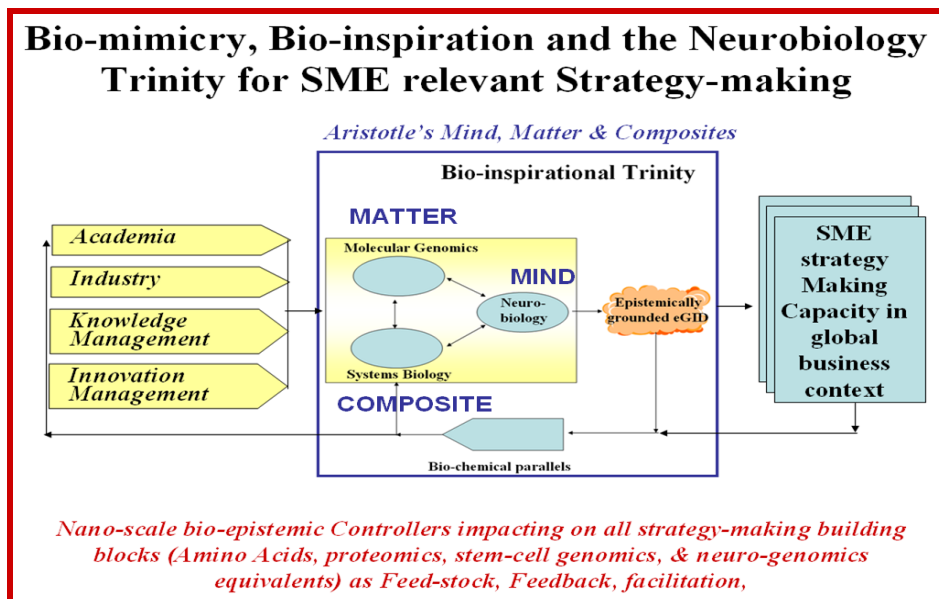 Bio-mimicry, Bio-inspiration and the Neurobiology
Trinity for SME relevant Strategy-making
Aristotle's Mind, Matter & Composites
Bio-inspirational Trinity
Academia
Industry
Knowledge
Management
Innovation
Management
MATTER
Molecular Genomics
MIND
Neuro-
biology
Systems Biology
COMPOSITE
Epistemically
grounded eGID
Bio-chemical parallels
SME
strategy
Making
Capacity in
global
business
context
Nano-scale bio-epistemic Controllers impacting on all strategy-making building
blocks (Amino Acids, proteomics, stem-cell genomics, & neuro-genomics
equivalents) as Feed-stock, Feedback, facilitation,